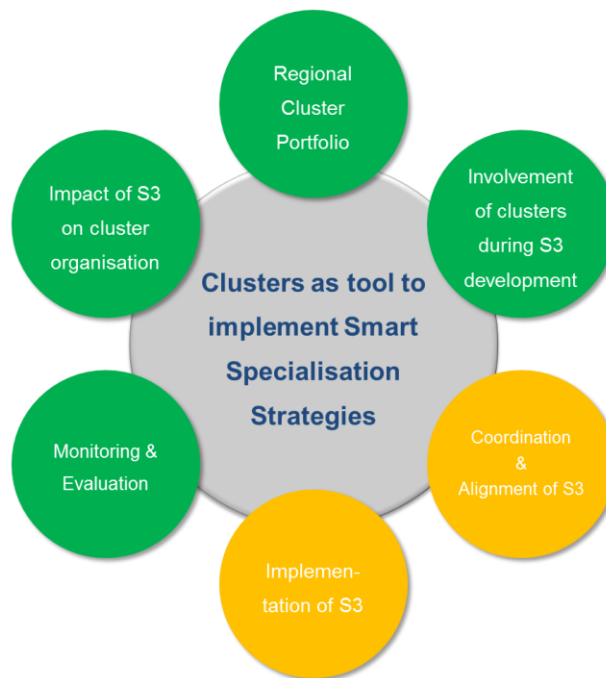 Regional
Cluster
Portfolio
Involvement
of clusters
during S3
development
Coordination
&
Alignment of S3
Implemen-
tation of S3
Monitoring &
Evaluation
Impact of S3
on cluster
organisation
Clusters as tool to
implement Smart
Specialisation
Strategies